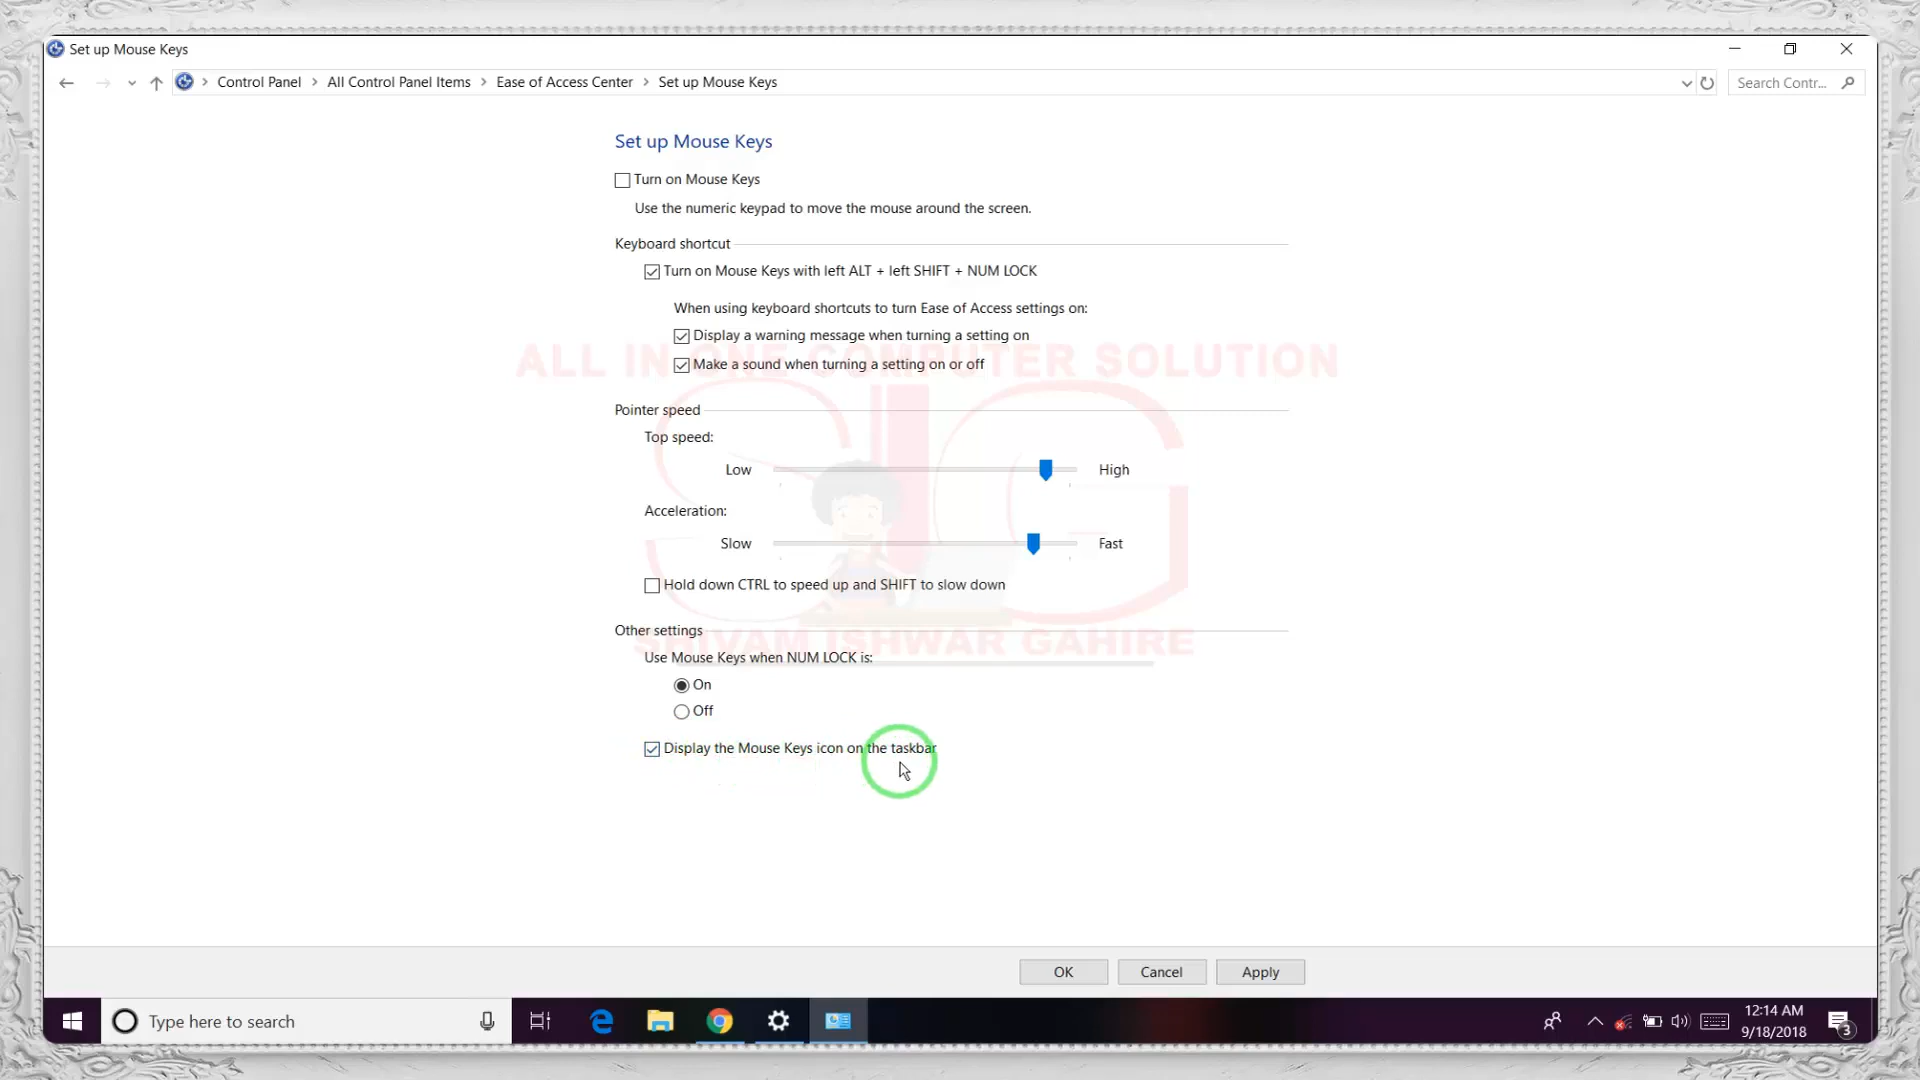 Set up Mouse Keys
Control Panel > All Control Panel Items > Ease of Access Center > Set up Mouse Keys
Search Contr...
Set up Mouse Keys
Turn on Mouse Keys
Use the numeric keypad to move the mouse around the screen.
Keyboard shortcut
Turn on Mouse Keys with left ALT + left SHIFT + NUM LOCK
When using keyboard shortcuts to turn Ease of Access settings on:
Display a warning message when turning a setting on
ALL IN ONE COMPUTER SOLUTION
Make a sound when turning a setting on or off
Pointer speed
Top speed:
Low High
SIG
Acceleration:
Slow Fast
Hold down CTRL to speed up and SHIFT to slow down
Other settings
SHIVAM ISHWAR GAHIRE
Use Mouse Keys when NUM LOCK is:
On
Off
Display the Mouse Keys icon on the taskbar
OK Cancel Apply
Type here to search
12:14 AM
9/18/2018
3